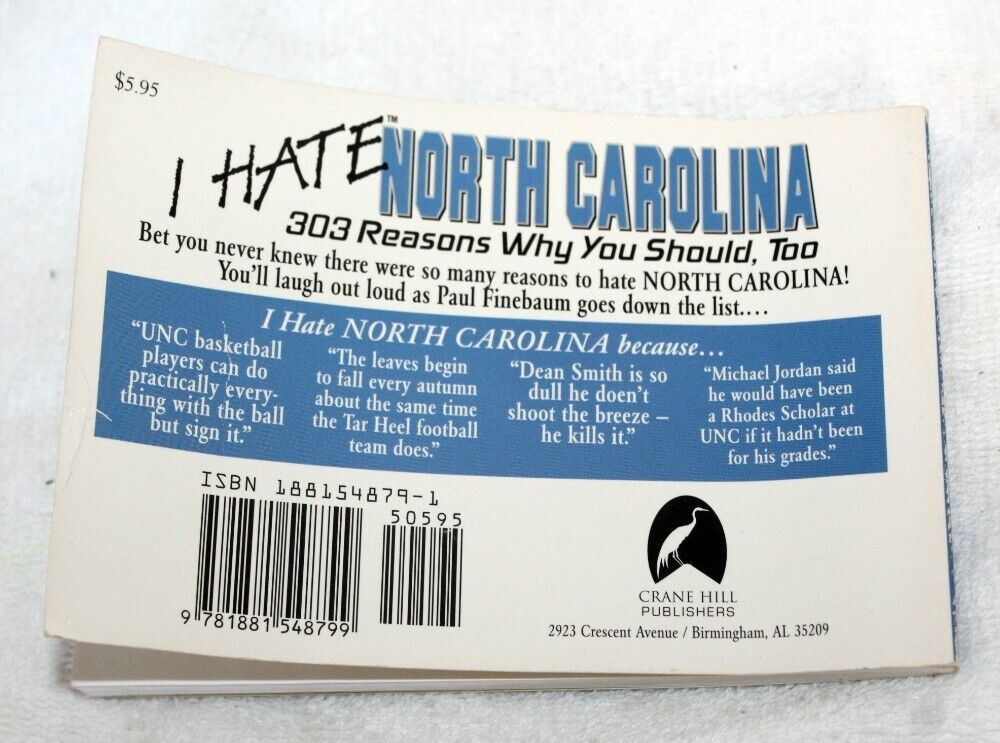 $5.95
I HATE™ NORTH CAROLINA
303 Reasons Why You Should, Too
Bet you never knew there were so many reasons to hate NORTH CAROLINA!
You'll laugh out loud as Paul Finebaum goes down the list....
I Hate NORTH CAROLINA because...
"UNC basketball
players can do
practically every-
thing with the ball
but sign it."
"The leaves begin
to fall every autumn
about the same time
the Tar Heel football
team does."
"Dean Smith is so
dull he doen't
shoot the breeze –
he kills it."
"Michael Jordan said
he would have been
a Rhodes Scholar at
UNC if it hadn't been
for his grades."
ISBN 188154879-1
50595
9 781881 548799
CRANE HILL
PUBLISHERS
2923 Crescent Avenue / Birmingham, AL 35209